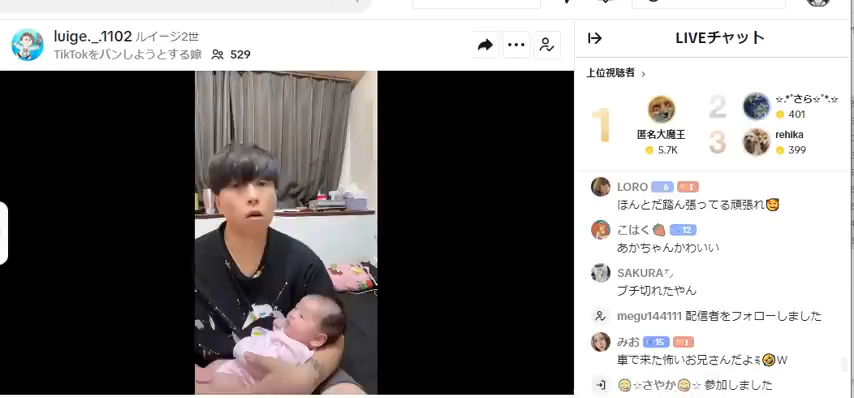 luige._.1102 ルイージ2世
TikTokをバンしようとする嫁 529
LIVEチャット
上位視聴者
1
匿名大魔王
5.7K
2
☆.*˚さら☆˚*.☆
401
3
rehika
399
LORO 6 1
ほんとだ踏ん張ってる頑張れ🥰
こはく🍓 12
あかちゃんかわいい
SAKURA
ブチ切れたやん
megu144111 配信者をフォローしました
みお 15 1
車で来た怖いお兄さんだよ🤣W
☆さやか ☆ 参加しました